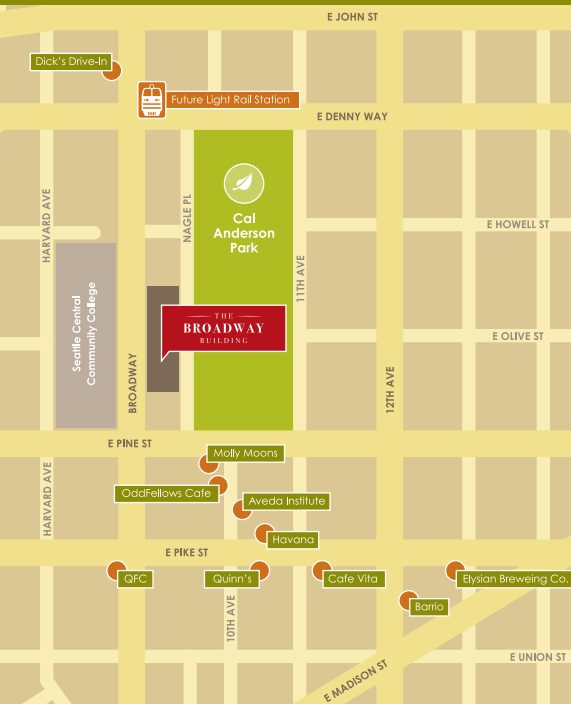 E JOHN ST
Dick's Drive-In
Future Light Rail Station
E DENNY WAY
HARVARD AVE
NAGLE PL
Cal
Anderson
Park
E HOWELL ST
11TH AVE
Seattle Central
Community College
THE
BROADWAY
BUILDING
E OLIVE ST
BROADWAY
12TH AVE
E PINE ST
Molly Moons
HARVARD AVE
OddFellows Cafe
Aveda Institute
Havana
E PIKE ST
QFC
Quinn's
Cafe Vita
Elysian Breweing Co.
10TH AVE
Barrio
E UNION ST
E MADISON ST